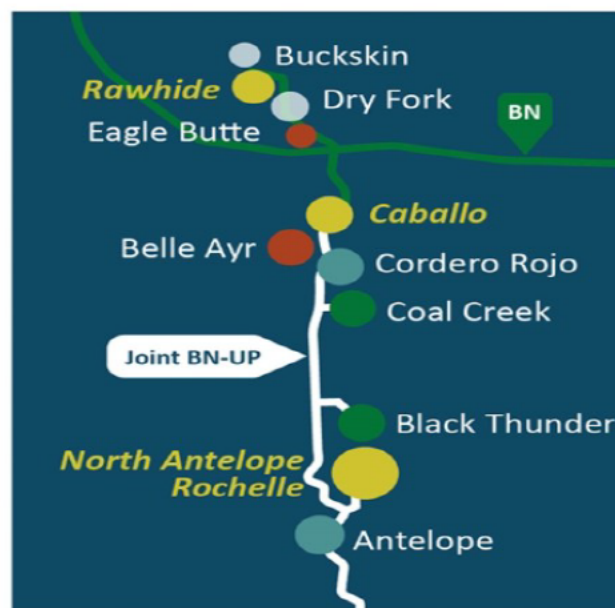 Buckskin
Rawhide
Dry Fork
BN
Eagle Butte
Caballo
Belle Ayr
Cordero Rojo
Coal Creek
Joint BN-UP
Black Thunder
North Antelope
Rochelle
Antelope